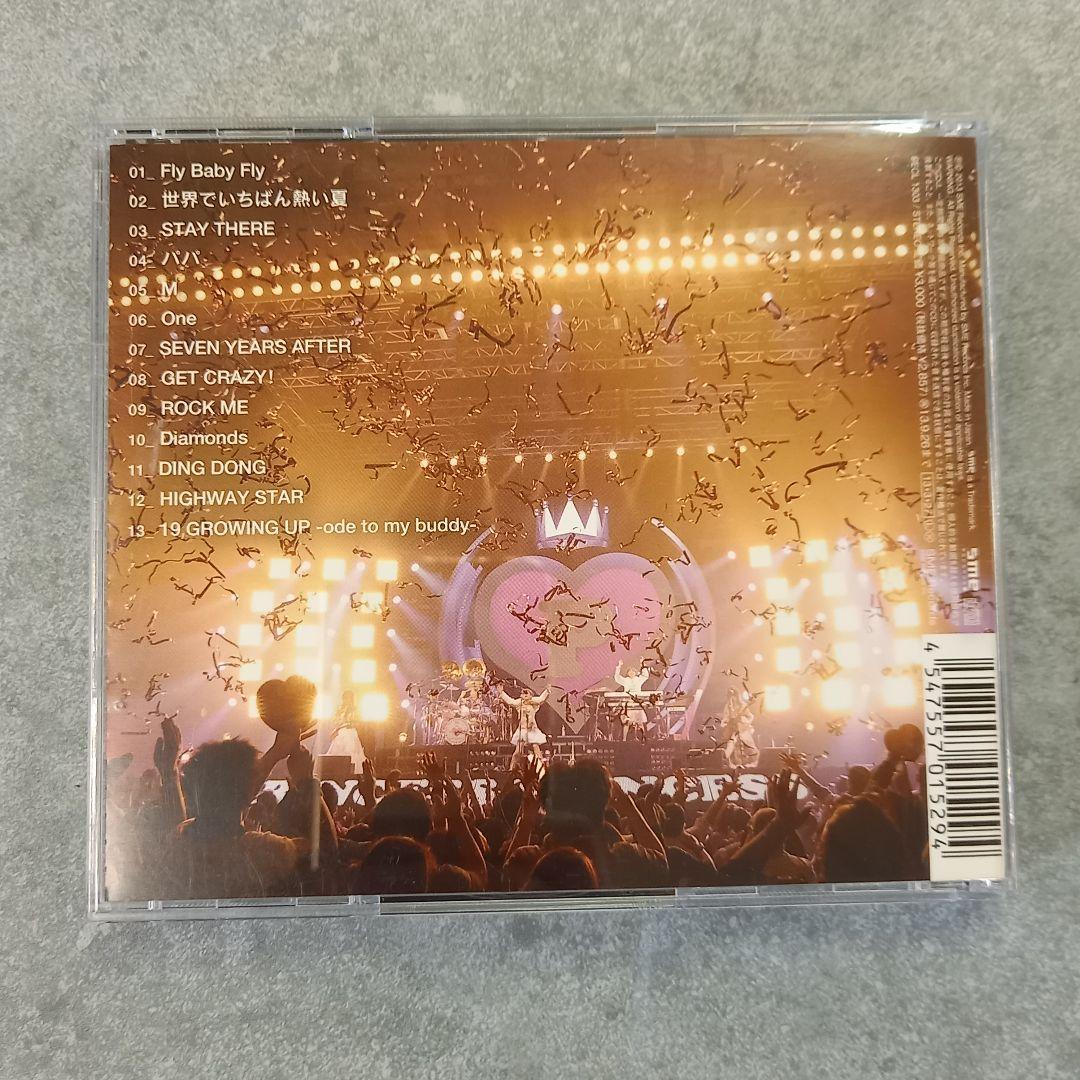 01_ Fly Baby Fly
02_ 世界でいちばん熱い夏
03_ STAY THERE
04_ パパ
05_ M
06_ One
07_ SEVEN YEARS AFTER
08_ GET CRAZY!
09_ ROCK ME
10_ Diamonds
11_ DING DONG
12_ HIGHWAY STAR
13_ 19 GROWING UP -ode to my buddy-
4 547557 015294